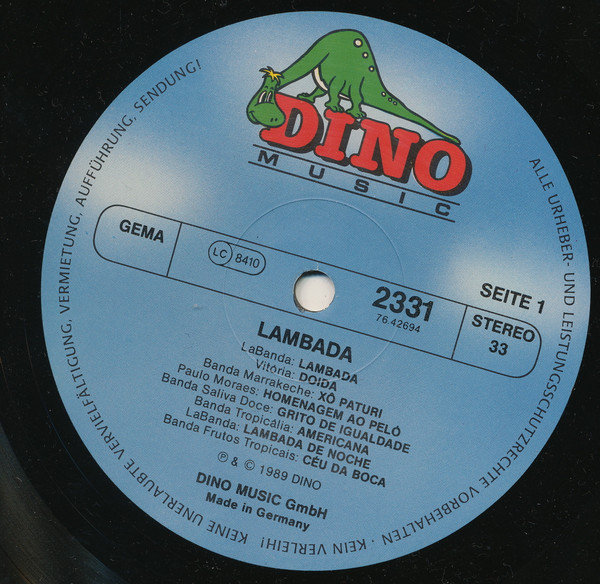 DINO
MUSIC
GEMA
LC 8410
2331
76.42694
SEITE 1
STEREO
33
LAMBADA
LaBanda: LAMBADA
Vitória: DOIDA
Banda Marrakeche: XÔ PATURI
Paulo Moraes: HOMENAGEM AO PELÔ
Banda Saliva Doce: GRITO DE IGUALDADE
Banda Tropicália: AMERICANA
LaBanda: LAMBADA DE NOCHE
Banda Frutos Tropicais: CÉU DA BOCA
℗ & © 1989 DINO
DINO MUSIC GmbH
Made in Germany
ALLE URHEBER- UND LEISTUNGSSCHUTZRECHTE VORBEHALTEN · KEIN VERLEIH! KEINE UNERLAUBTE VERVIELFÄLTIGUNG, VERMIETUNG, AUFFÜHRUNG, SENDUNG!